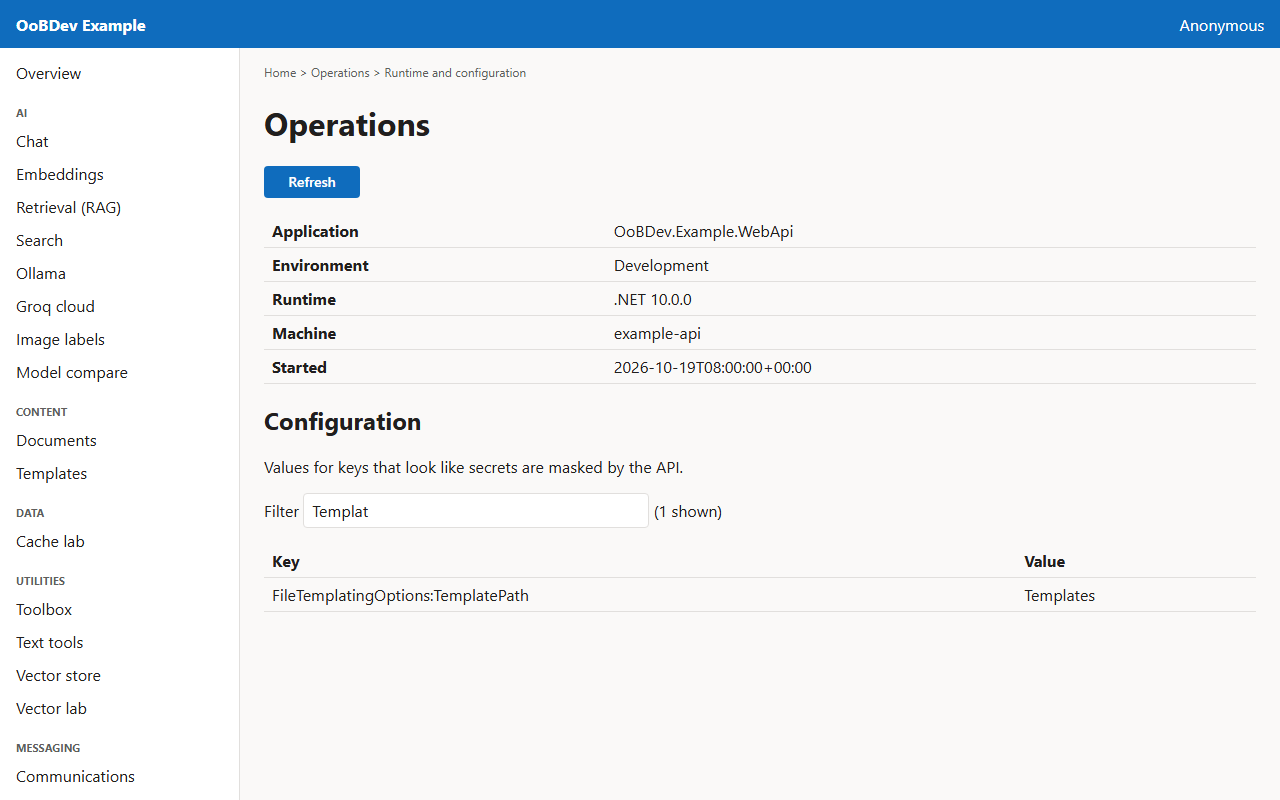 OoBDev Example
Anonymous
Overview
AI
Chat
Embeddings
Retrieval (RAG)
Search
Ollama
Groq cloud
Image labels
Model compare
CONTENT
Documents
Templates
DATA
Cache lab
UTILITIES
Toolbox
Text tools
Vector store
Vector lab
MESSAGING
Communications
Home > Operations > Runtime and configuration
Operations
Refresh
Application OoBDev.Example.WebApi
Environment Development
Runtime .NET 10.0.0
Machine example-api
Started 2026-10-19T08:00:00+00:00
Configuration
Values for keys that look like secrets are masked by the API.
Filter Templat (1 shown)
Key Value
FileTemplatingOptions:TemplatePath Templates